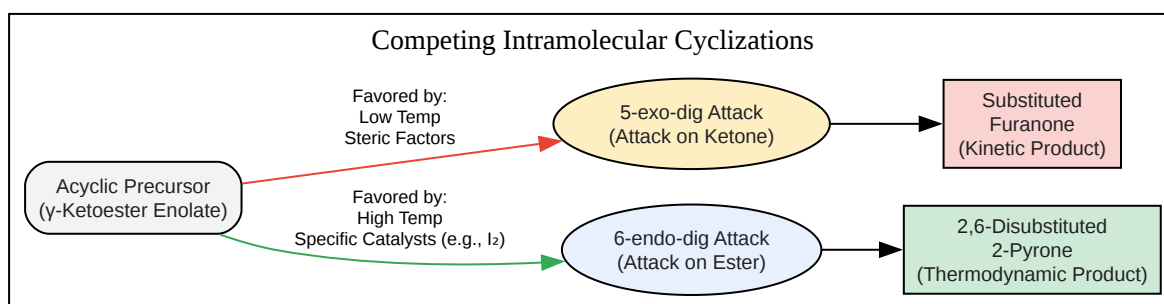 Competing Intramolecular Cyclizations
Favored by:
Low Temp
Steric Factors
5-exo-dig Attack
(Attack on Ketone)
Substituted
Furanone
(Kinetic Product)
Acyclic Precursor
(γ-Ketoester Enolate)
Favored by:
High Temp
Specific Catalysts (e.g., I₂)
6-endo-dig Attack
(Attack on Ester)
2,6-Disubstituted
2-Pyrone
(Thermodynamic Product)